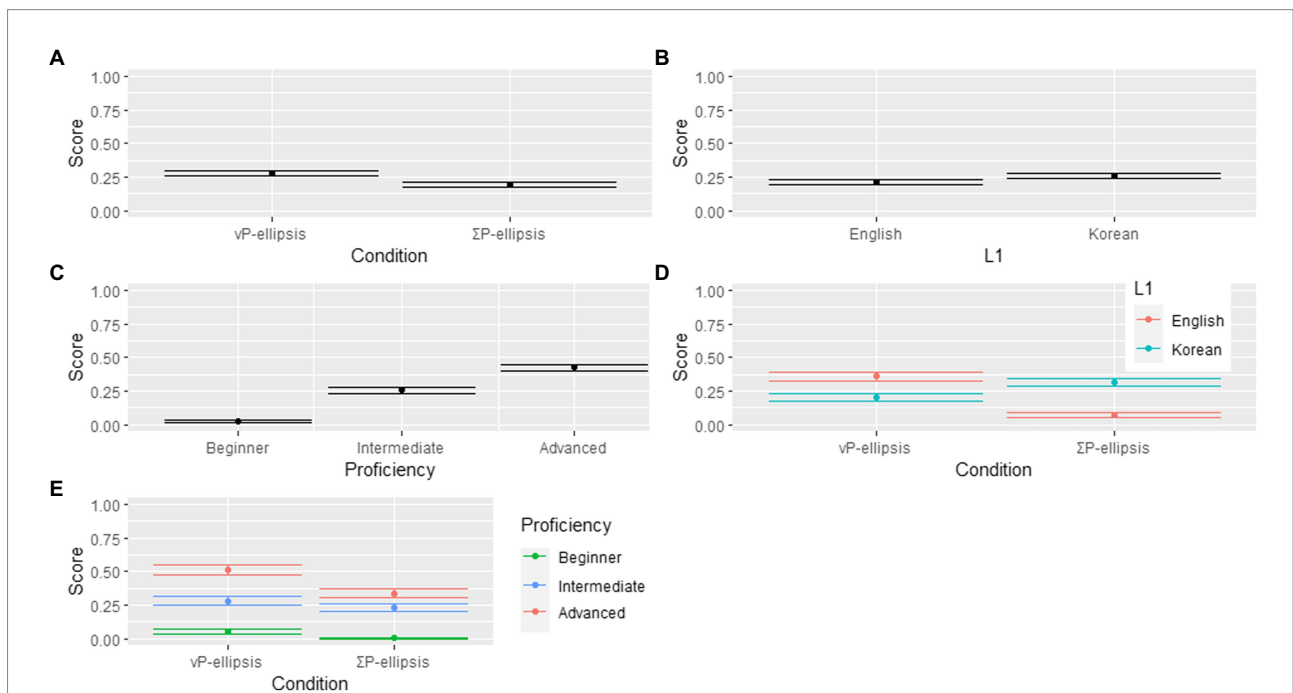 A
1.00
0.75
0.50
0.25
0.00
Score
vP-ellipsis ΣP-ellipsis
Condition
B
1.00
0.75
0.50
0.25
0.00
Score
English Korean
L1
C
1.00
0.75
0.50
0.25
0.00
Score
Beginner Intermediate Advanced
Proficiency
D
1.00
0.75
0.50
0.25
0.00
Score
L1
English
Korean
vP-ellipsis ΣP-ellipsis
Condition
E
1.00
0.75
0.50
0.25
0.00
Score
vP-ellipsis ΣP-ellipsis
Condition
Proficiency
Beginner
Intermediate
Advanced